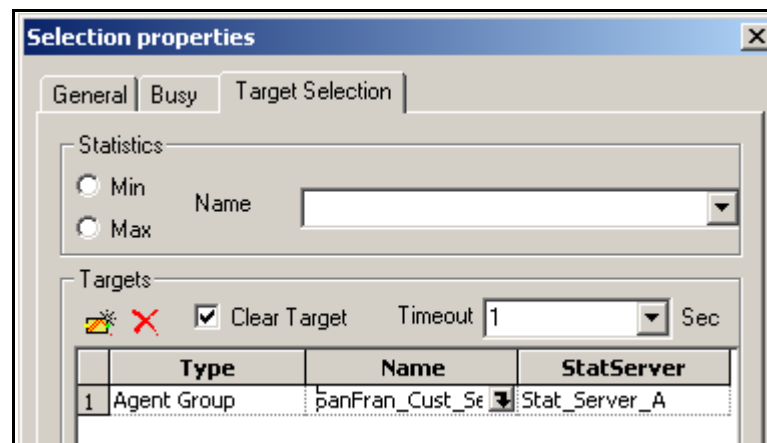 Selection properties
General Busy Target Selection
Statistics
Min
Name
Max
Targets
Clear Target Timeout 1 Sec
Type Name StatServer
1 Agent Group SanFran_Cust_Se Stat_Server_A